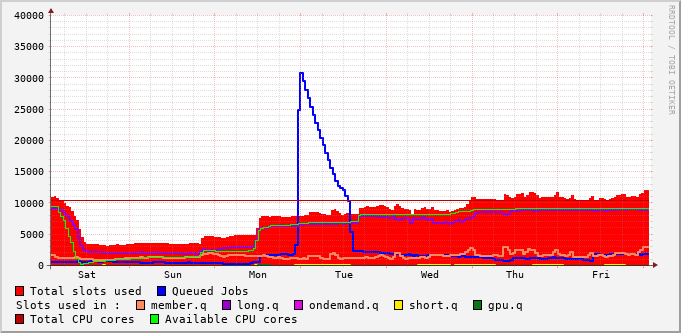 40000
35000
30000
25000
20000
15000
10000
5000
0
Sat Sun Mon Tue Wed Thu Fri
RRDTOOL / TOBI OETIKER
Total slots used Queued Jobs
Slots used in : member.q long.q ondemand.q short.q gpu.q
Total CPU cores Available CPU cores